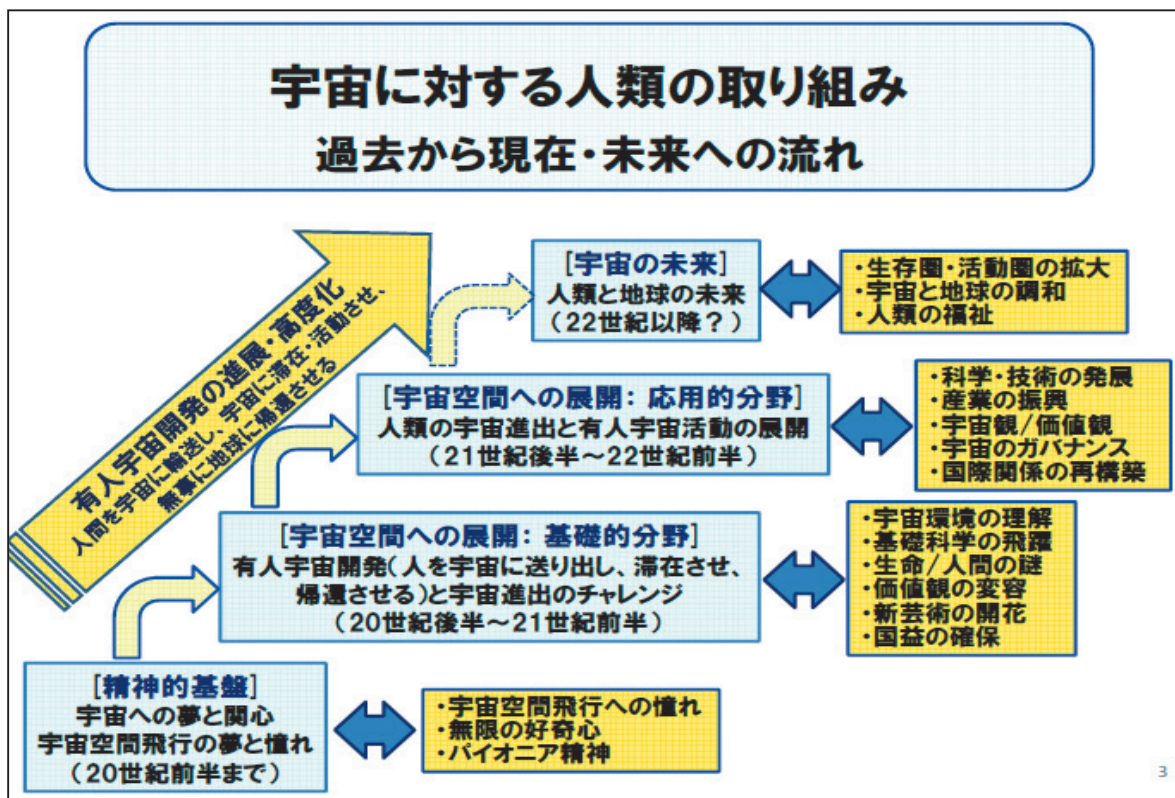 宇宙に対する人類の取り組み
過去から現在・未来への流れ
有人宇宙開発の進展・高度化
人間を宇宙に輸送し、宇宙に滞在・活動させ、
無事に地球に帰還させる
[宇宙の未来]
人類と地球の未来
(22世紀以降?)
・生存圏・活動圏の拡大
・宇宙と地球の調和
・人類の福祉
[宇宙空間への展開: 応用的分野]
人類の宇宙進出と有人宇宙活動の展開
(21世紀後半~22世紀前半)
・科学・技術の発展
・産業の振興
・宇宙観/価値観
・宇宙のガバナンス
・国際関係の再構築
[宇宙空間への展開: 基礎的分野]
有人宇宙開発(人を宇宙に送り出し、滞在させ、
帰還させる)と宇宙進出のチャレンジ
(20世紀後半~21世紀前半)
・宇宙環境の理解
・基礎科学の飛躍
・生命/人間の謎
・価値観の変容
・新芸術の開花
・国益の確保
[精神的基盤]
宇宙への夢と関心
宇宙空間飛行の夢と憧れ
(20世紀前半まで)
・宇宙空間飛行への憧れ
・無限の好奇心
・パイオニア精神
3